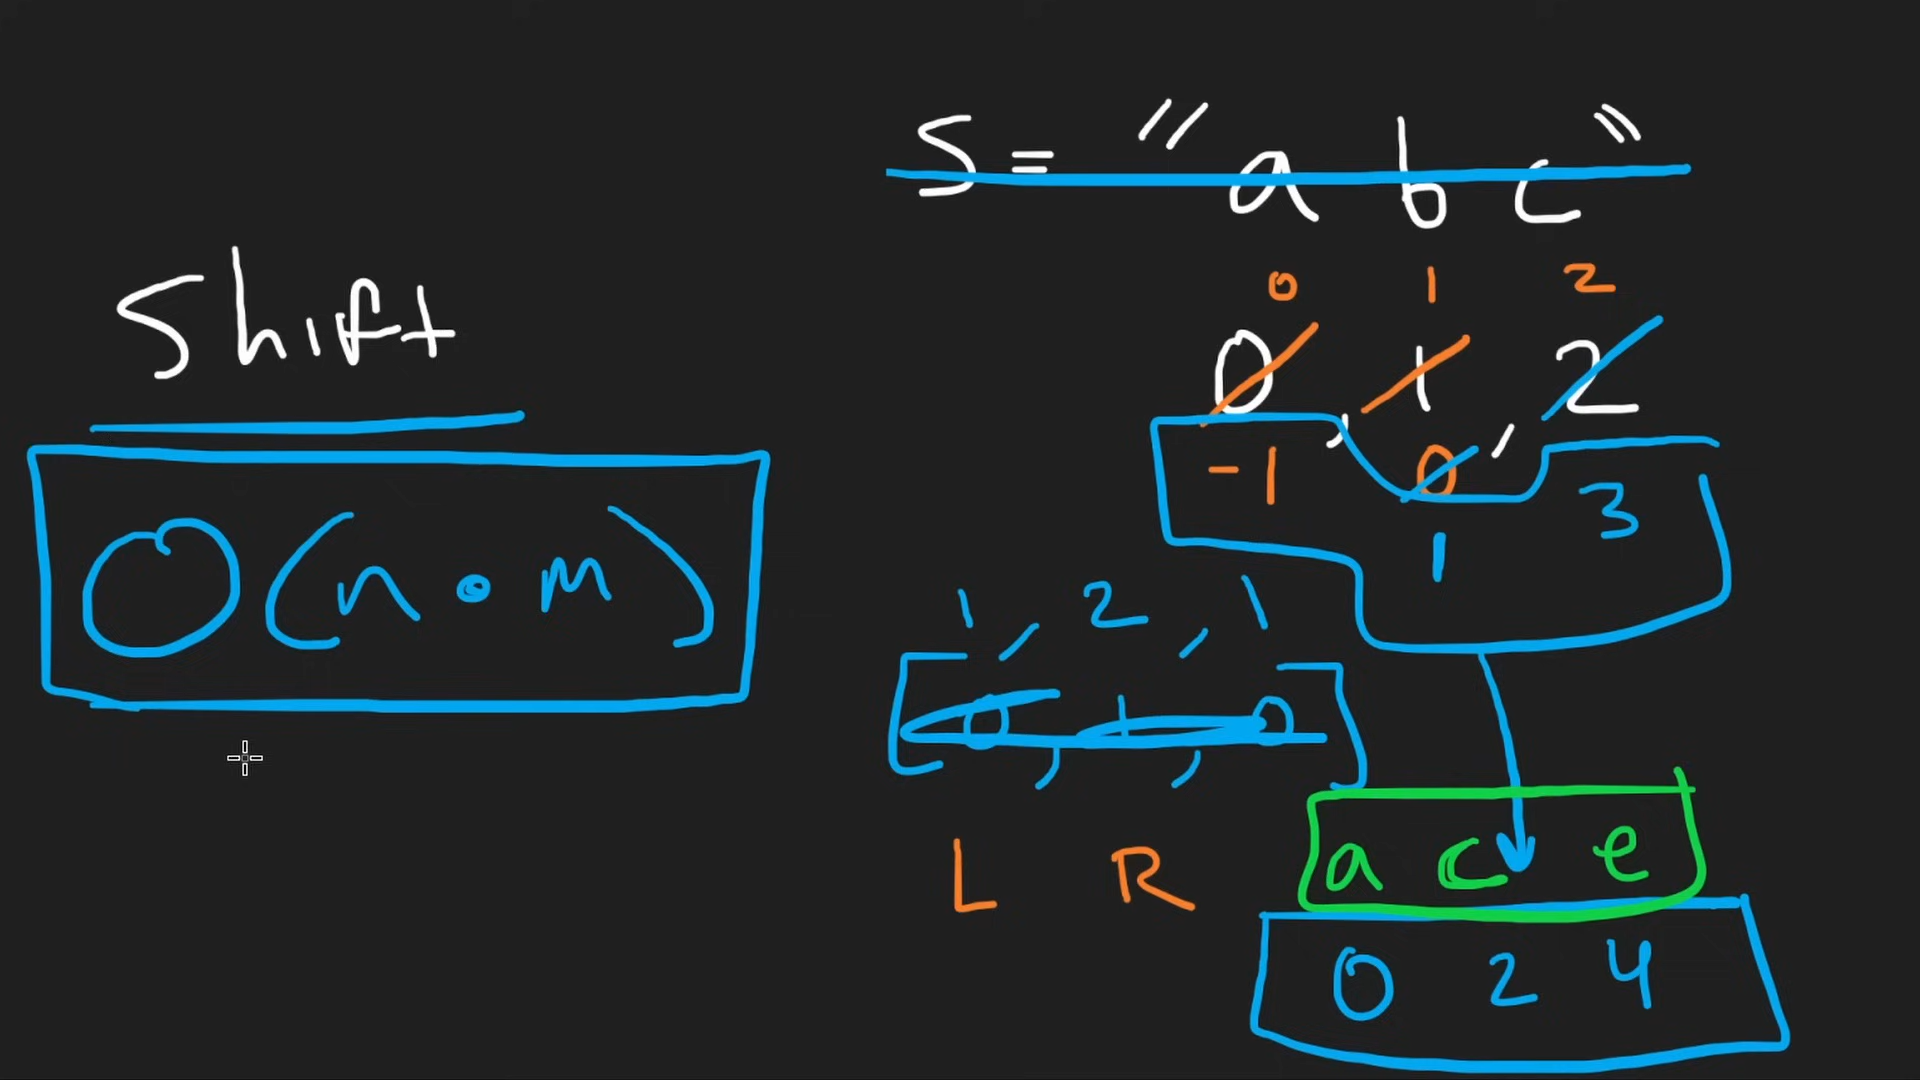 S = "abc"
0 1 2
0, 1, 2
Shift
-1 0 3
1
O(n · m)
1, 2, 1
[0, 1, 0]
L R
a c e
0 2 4